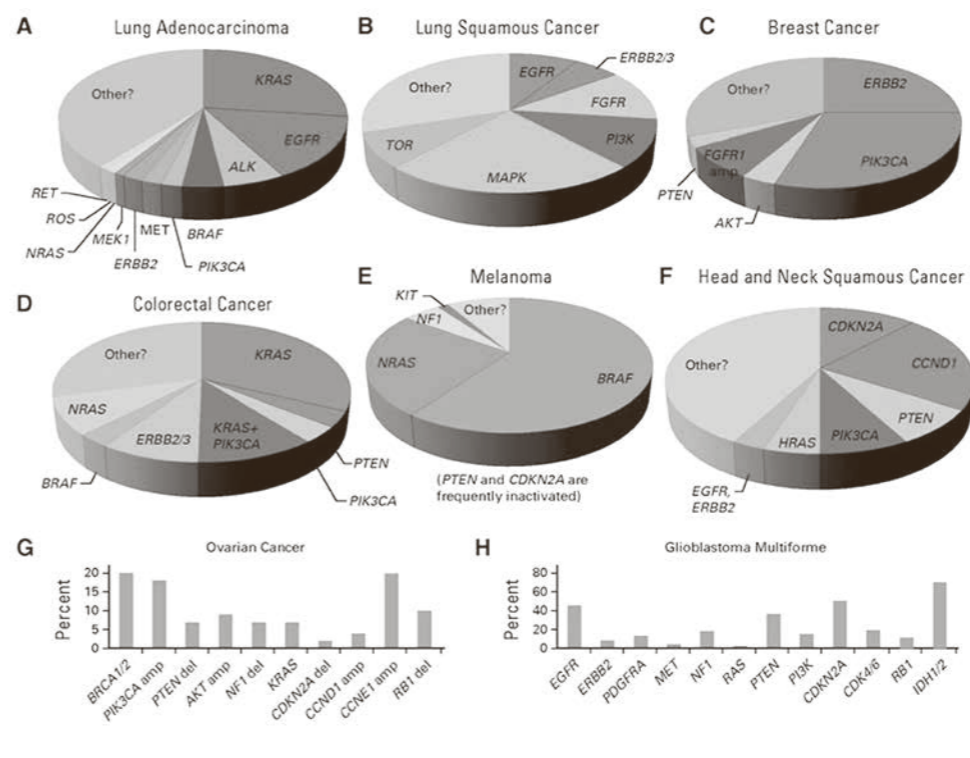 A
Lung Adenocarcinoma
KRAS
EGFR
ALK
BRAF
PIK3CA
MET
ERBB2
MEK1
NRAS
ROS
RET
Other?
B
Lung Squamous Cancer
EGFR
ERBB2/3
FGFR
PI3K
MAPK
TOR
Other?
C
Breast Cancer
ERBB2
PIK3CA
AKT
FGFR1
amp
PTEN
Other?
D
Colorectal Cancer
KRAS
PTEN
PIK3CA
KRAS+
PIK3CA
ERBB2/3
BRAF
NRAS
Other?
E
Melanoma
BRAF
NRAS
NF1
KIT
Other?
(PTEN and CDKN2A are
frequently inactivated)
F
Head and Neck Squamous Cancer
CDKN2A
CCND1
PTEN
PIK3CA
HRAS
EGFR,
ERBB2
Other?
G
Ovarian Cancer
Percent
20
15
10
5
0
BRCA1/2
PIK3CA amp
PTEN del
AKT amp
NF1 del
KRAS
CDKN2A del
CCND1 amp
CCNE1 amp
RB1 del
H
Glioblastoma Multiforme
Percent
80
60
40
20
0
EGFR
ERBB2
PDGFRA
MET
NF1
RAS
PTEN
PI3K
CDKN2A
CDK4/6
RB1
IDH1/2